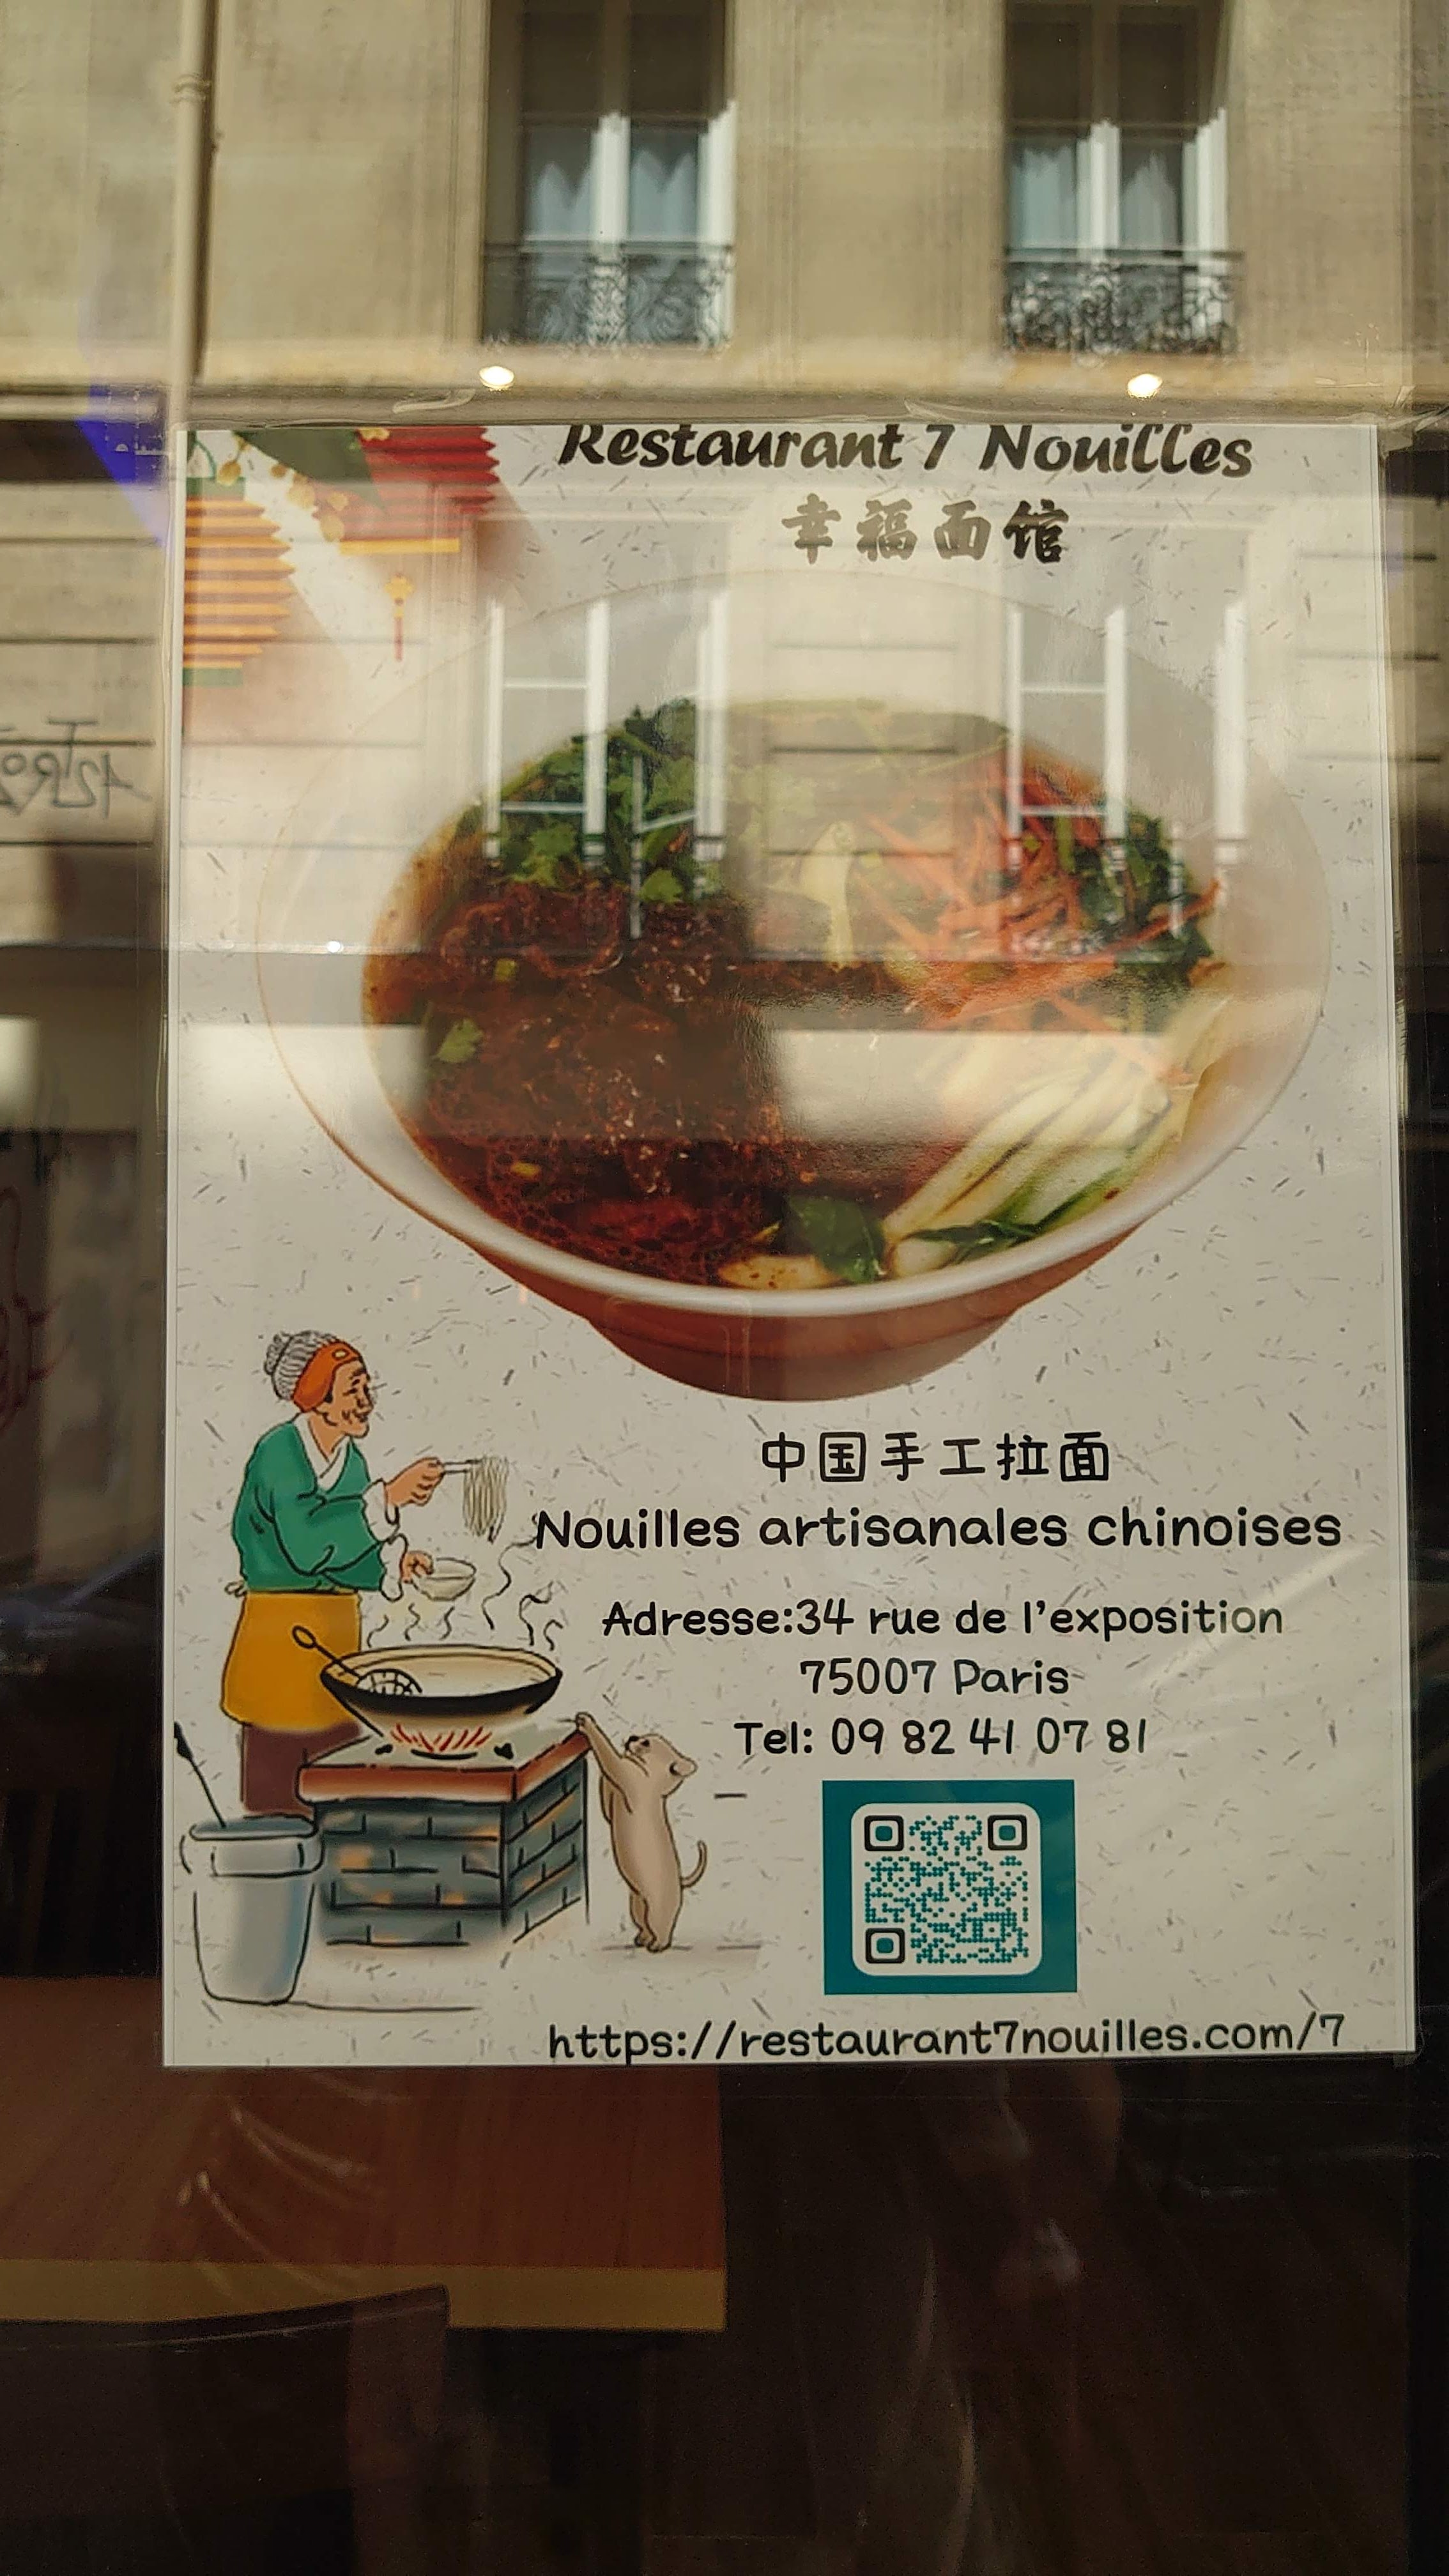 Restaurant 7 Nouilles
幸福面馆
中国手工拉面
Nouilles artisanales chinoises
Adresse:34 rue de l'exposition
75007 Paris
Tel: 09 82 41 07 81
https://restaurant7nouilles.com/7